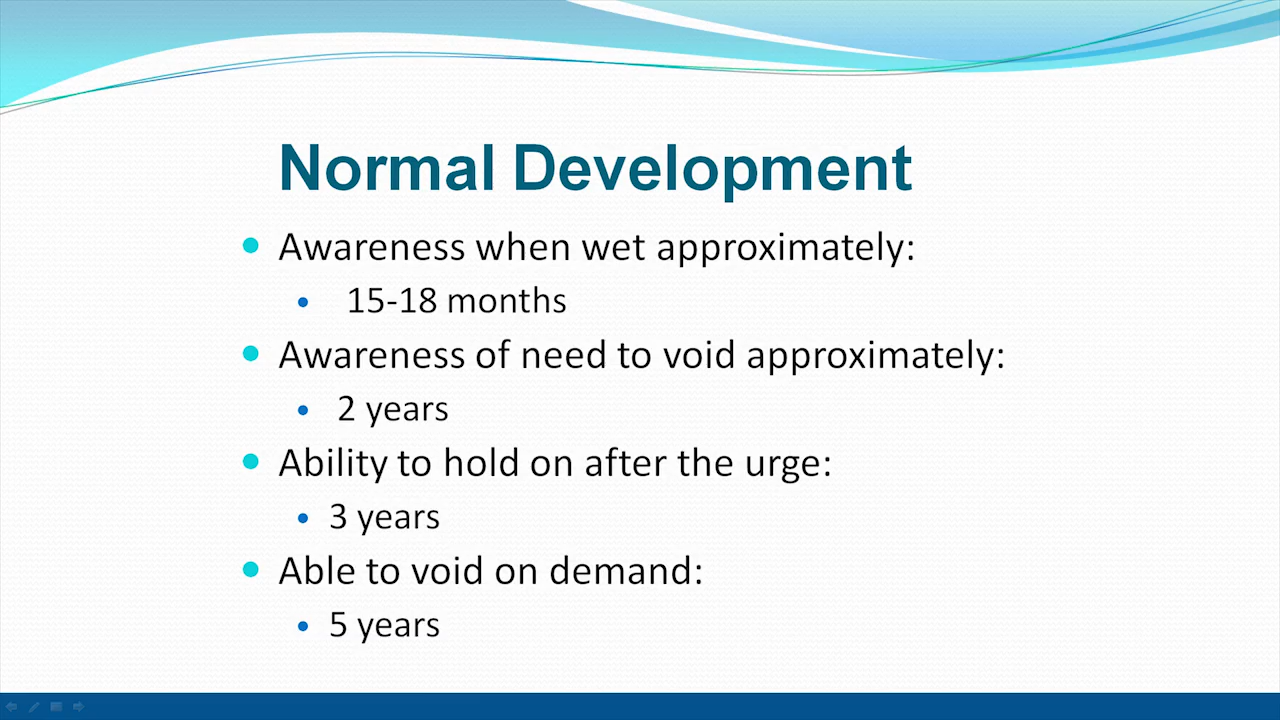 Normal Development
Awareness when wet approximately:
15-18 months
Awareness of need to void approximately:
2 years
Ability to hold on after the urge:
3 years
Able to void on demand:
5 years